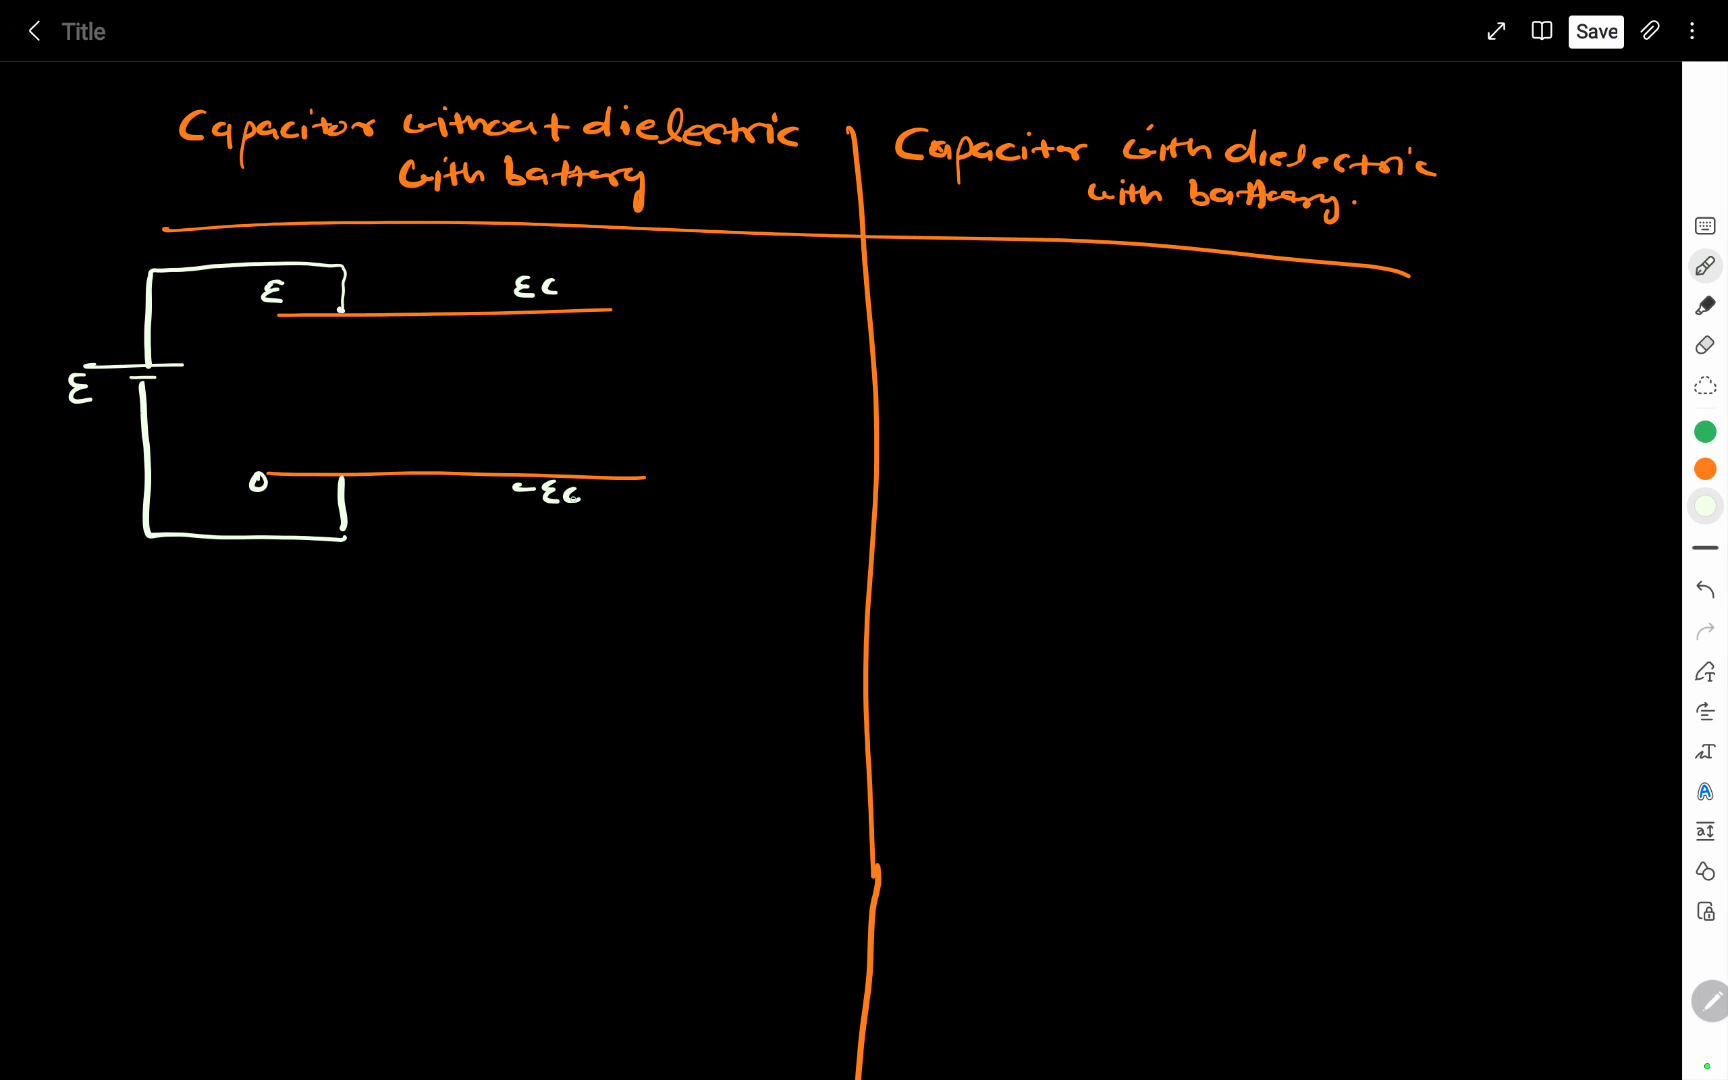 Title
Save
Capacitor without dielectric
with battery
Capacitor with dielectric
with battery.
ε
εc
ε
0
-εc